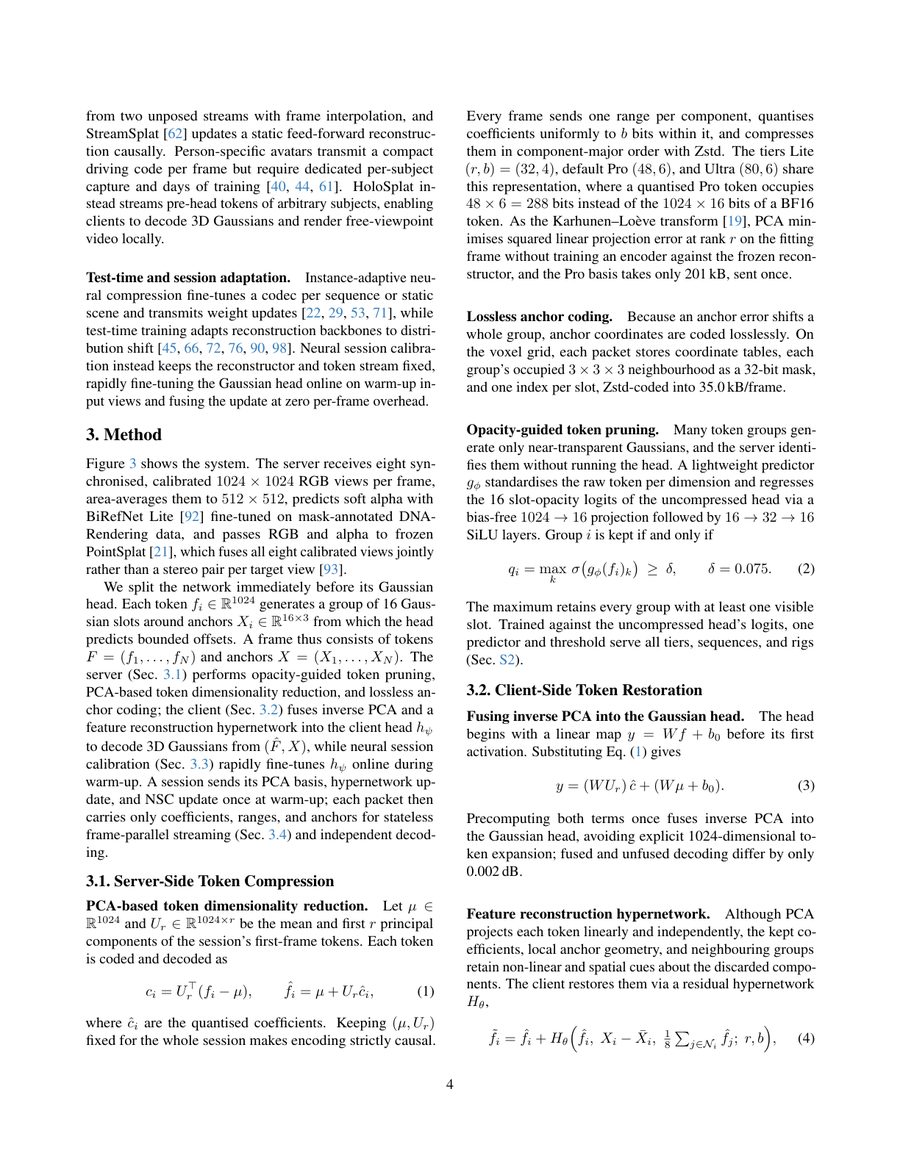 from two unposed streams with frame interpolation, and
StreamSplat [62] updates a static feed-forward reconstruc-
tion causally. Person-specific avatars transmit a compact
driving code per frame but require dedicated per-subject
capture and days of training [40, 44, 61]. HoloSplat in-
stead streams pre-head tokens of arbitrary subjects, enabling
clients to decode 3D Gaussians and render free-viewpoint
video locally.
Test-time and session adaptation. Instance-adaptive neu-
ral compression fine-tunes a codec per sequence or static
scene and transmits weight updates [22, 29, 53, 71], while
test-time training adapts reconstruction backbones to distri-
bution shift [45, 66, 72, 76, 90, 98]. Neural session calibra-
tion instead keeps the reconstructor and token stream fixed,
rapidly fine-tuning the Gaussian head online on warm-up in-
put views and fusing the update at zero per-frame overhead.
3. Method
Figure 3 shows the system. The server receives eight syn-
chronised, calibrated 1024 × 1024 RGB views per frame,
area-averages them to 512 × 512, predicts soft alpha with
BiRefNet Lite [92] fine-tuned on mask-annotated DNA-
Rendering data, and passes RGB and alpha to frozen
PointSplat [21], which fuses all eight calibrated views jointly
rather than a stereo pair per target view [93].
We split the network immediately before its Gaussian
head. Each token f_i ∈ ℝ^1024 generates a group of 16 Gaus-
sian slots around anchors X_i ∈ ℝ^{16×3} from which the head
predicts bounded offsets. A frame thus consists of tokens
F = (f_1, . . . , f_N) and anchors X = (X_1, . . . , X_N). The
server (Sec. 3.1) performs opacity-guided token pruning,
PCA-based token dimensionality reduction, and lossless an-
chor coding; the client (Sec. 3.2) fuses inverse PCA and a
feature reconstruction hypernetwork into the client head h_ψ
to decode 3D Gaussians from (F̂, X), while neural session
calibration (Sec. 3.3) rapidly fine-tunes h_ψ online during
warm-up. A session sends its PCA basis, hypernetwork up-
date, and NSC update once at warm-up; each packet then
carries only coefficients, ranges, and anchors for stateless
frame-parallel streaming (Sec. 3.4) and independent decod-
ing.
3.1. Server-Side Token Compression
PCA-based token dimensionality reduction. Let μ ∈
ℝ^1024 and U_r ∈ ℝ^{1024×r} be the mean and first r principal
components of the session's first-frame tokens. Each token
is coded and decoded as
c_i = U_r^⊤(f_i − μ), f̂_i = μ + U_r ĉ_i, (1)
where ĉ_i are the quantised coefficients. Keeping (μ, U_r)
fixed for the whole session makes encoding strictly causal.
Every frame sends one range per component, quantises
coefficients uniformly to b bits within it, and compresses
them in component-major order with Zstd. The tiers Lite
(r, b) = (32, 4), default Pro (48, 6), and Ultra (80, 6) share
this representation, where a quantised Pro token occupies
48 × 6 = 288 bits instead of the 1024 × 16 bits of a BF16
token. As the Karhunen–Loève transform [19], PCA min-
imises squared linear projection error at rank r on the fitting
frame without training an encoder against the frozen recon-
structor, and the Pro basis takes only 201 kB, sent once.
Lossless anchor coding. Because an anchor error shifts a
whole group, anchor coordinates are coded losslessly. On
the voxel grid, each packet stores coordinate tables, each
group's occupied 3 × 3 × 3 neighbourhood as a 32-bit mask,
and one index per slot, Zstd-coded into 35.0 kB/frame.
Opacity-guided token pruning. Many token groups gen-
erate only near-transparent Gaussians, and the server identi-
fies them without running the head. A lightweight predictor
g_ϕ standardises the raw token per dimension and regresses
the 16 slot-opacity logits of the uncompressed head via a
bias-free 1024 → 16 projection followed by 16 → 32 → 16
SiLU layers. Group i is kept if and only if
q_i = max_k σ(g_ϕ(f_i)_k) ≥ δ, δ = 0.075. (2)
The maximum retains every group with at least one visible
slot. Trained against the uncompressed head's logits, one
predictor and threshold serve all tiers, sequences, and rigs
(Sec. S2).
3.2. Client-Side Token Restoration
Fusing inverse PCA into the Gaussian head. The head
begins with a linear map y = Wf + b_0 before its first
activation. Substituting Eq. (1) gives
y = (WU_r) ĉ + (Wμ + b_0). (3)
Precomputing both terms once fuses inverse PCA into
the Gaussian head, avoiding explicit 1024-dimensional to-
ken expansion; fused and unfused decoding differ by only
0.002 dB.
Feature reconstruction hypernetwork. Although PCA
projects each token linearly and independently, the kept co-
efficients, local anchor geometry, and neighbouring groups
retain non-linear and spatial cues about the discarded compo-
nents. The client restores them via a residual hypernetwork
H_θ,
f̃_i = f̂_i + H_θ(f̂_i, X_i − X̄_i, 1/8 ∑_{j∈N_i} f̂_j; r, b), (4)
4